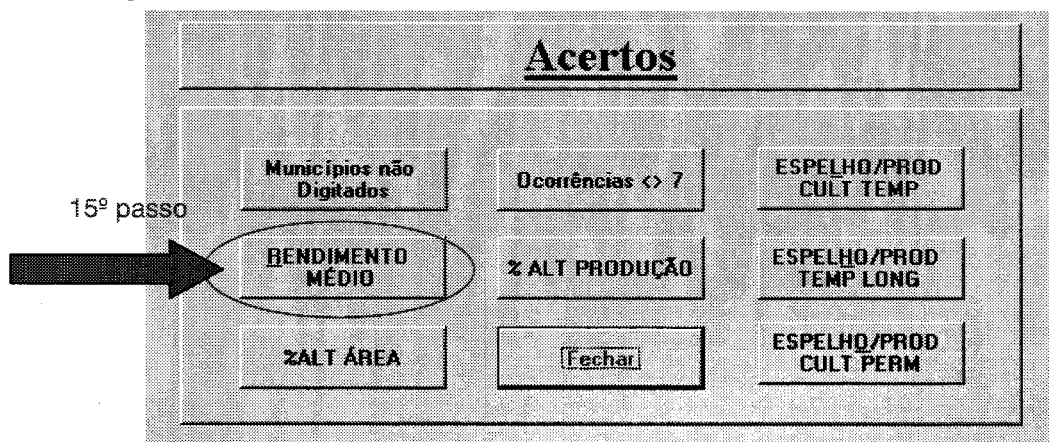 Acertos
Municípios não
Digitados
Ocorrências <> 7
ESPELHO/PROD
CULT TEMP
15º passo
RENDIMENTO
MÉDIO
% ALT PRODUÇÃO
ESPELHO/PROD
TEMP LONG
%ALT ÁREA
Fechar
ESPELHO/PROD
CULT PERM